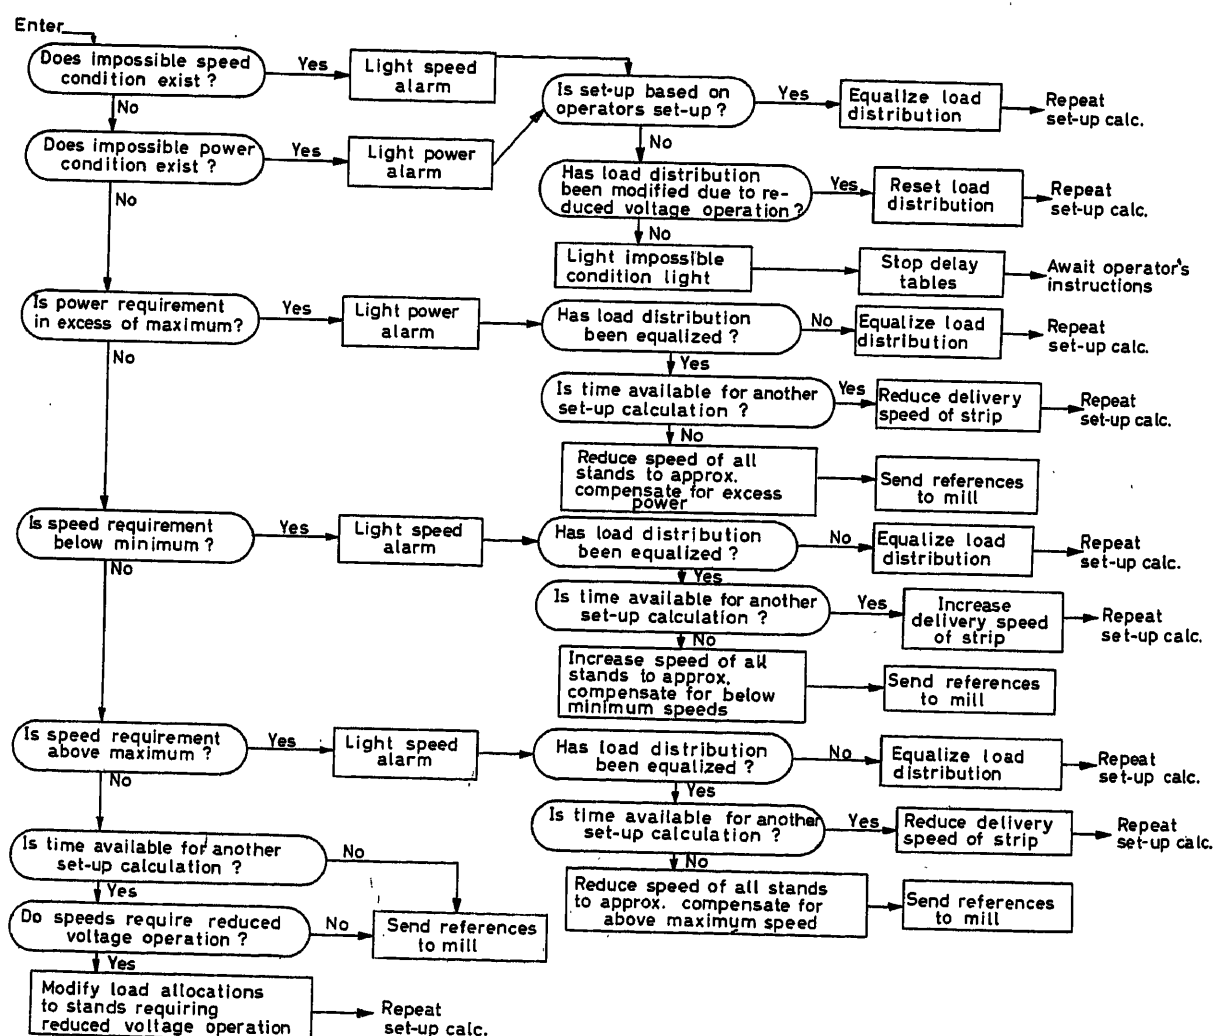 Enter
Does impossible speed
condition exist ?
Yes
Light speed
alarm
No
Is set-up based on
operators set-up ?
Yes
Equalize load
distribution
Repeat
set-up calc.
Does impossible power
condition exist ?
Yes
Light power
alarm
No
No
Has load distribution
been modified due to re-
duced voltage operation?
Yes
Reset load
distribution
Repeat
set-up calc.
No
Light impossible
condition light
Stop delay
tables
Await operator's
instructions
Is power requirement
in excess of maximum?
Yes
Light power
alarm
Has load distribution
been equalized ?
No
Equalize load
distribution
Repeat
set-up calc.
No
Yes
Is time available for another
set-up calculation ?
Yes
Reduce delivery
speed of strip
Repeat
set-up calc.
No
Reduce speed of all
stands to approx.
compensate for excess
power
Send references
to mill
Is speed requirement
below minimum ?
Yes
Light speed
alarm
Has load distribution
been equalized ?
No
Equalize load
distribution
Repeat
set-up calc.
No
Yes
Is time available for another
set-up calculation ?
Yes
Increase
delivery speed
of strip
Repeat
set-up calc.
No
Increase speed of all
stands to approx.
compensate for below
minimum speeds
Send references
to mill
Is speed requirement
above maximum ?
Yes
Light speed
alarm
Has load distribution
been equalized ?
No
Equalize load
distribution
Repeat
set-up calc.
No
Yes
Is time available for another
set-up calculation ?
Yes
Reduce delivery
speed of strip
Repeat
set-up calc.
No
Reduce speed of all stands
to approx. compensate for
above maximum speed
Send references
to mill
Is time available for another
set-up calculation ?
No
Yes
Do speeds require reduced
voltage operation ?
No
Send references
to mill
Yes
Modify load allocations
to stands requiring
reduced voltage operation
Repeat
set-up calc.